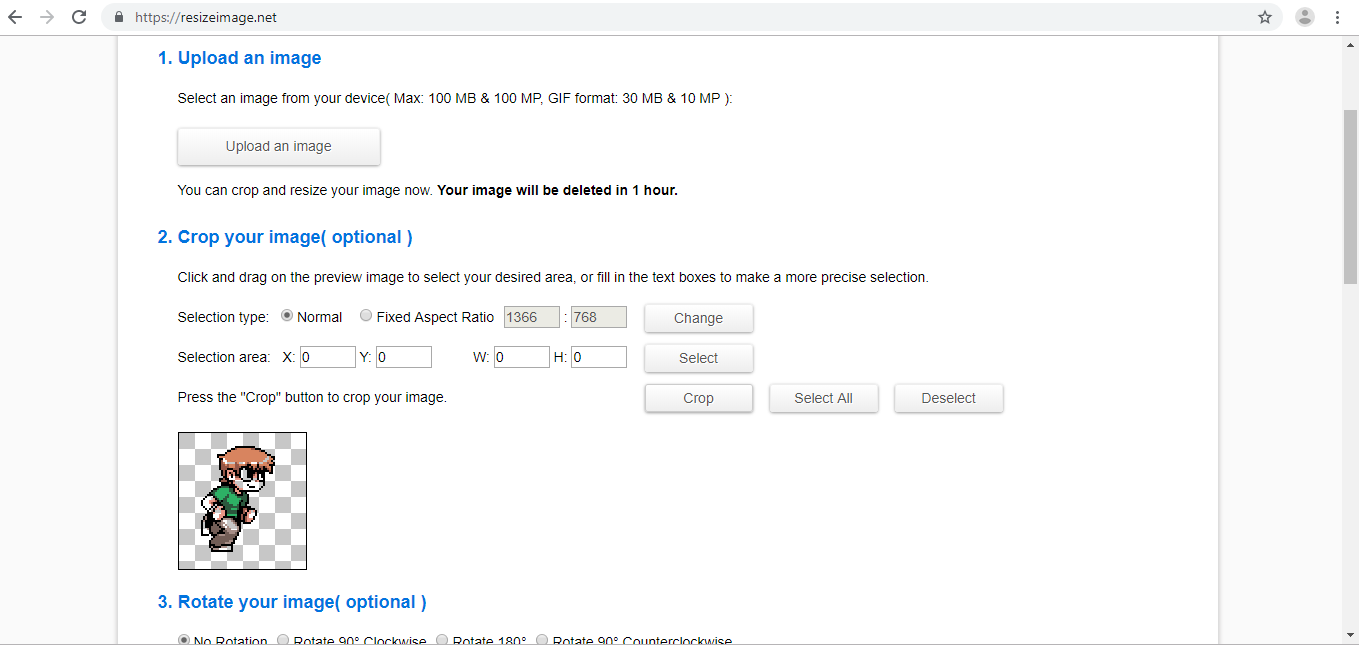 https://resizeimage.net
1. Upload an image
Select an image from your device( Max: 100 MB & 100 MP, GIF format: 30 MB & 10 MP ):
Upload an image
You can crop and resize your image now. Your image will be deleted in 1 hour.
2. Crop your image( optional )
Click and drag on the preview image to select your desired area, or fill in the text boxes to make a more precise selection.
Selection type: Normal Fixed Aspect Ratio 1366 : 768 Change
Selection area: X: 0 Y: 0 W: 0 H: 0 Select
Press the "Crop" button to crop your image. Crop Select All Deselect
3. Rotate your image( optional )
No Rotation Rotate 90° Clockwise Rotate 180° Rotate 90° Counterclockwise